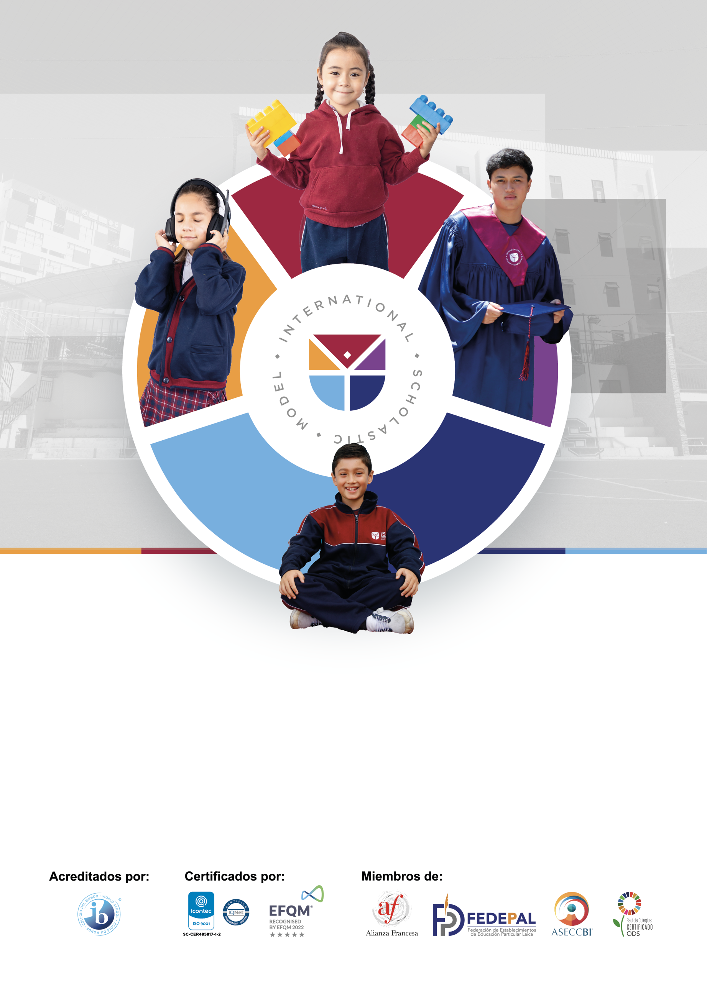 INTERNATIONAL • SCHOLASTIC • MODEL •
Acreditados por:
Certificados por:
Miembros de:
COLEGIO DEL MUNDO • WORLD SCHOOL • ECOLE DU MONDE •
ib
®
icontec
ISO 9001
SC-CER485817-1-2
CERTIFIED
IQNet
MANAGEMENT SYSTEM
EFQM®
RECOGNISED
BY EFQM 2022
af
Alianza Francesa
FEDEPAL
Federación de Establecimientos
de Educación Particular Laica
ASECCBI
Red de Colegios
CERTIFICADO
ODS